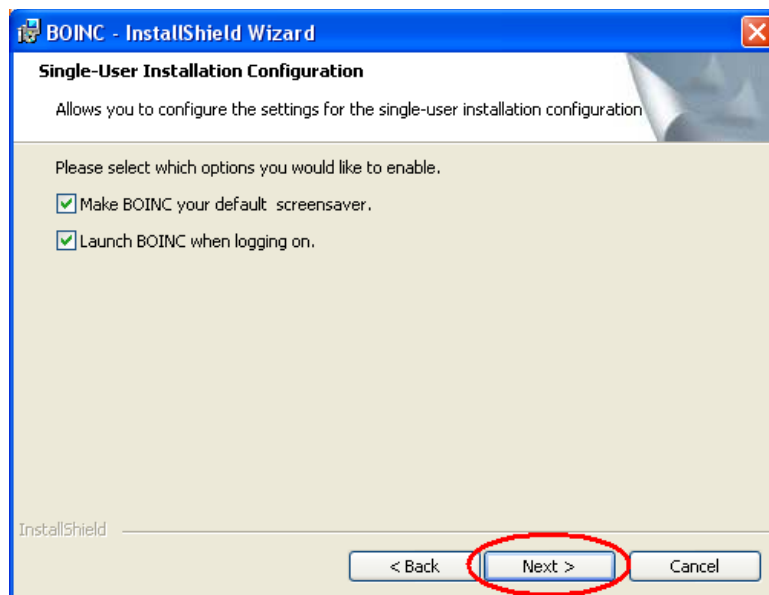 BOINC - InstallShield Wizard
Single-User Installation Configuration
Allows you to configure the settings for the single-user installation configuration
Please select which options you would like to enable.
Make BOINC your default screensaver.
Launch BOINC when logging on.
InstallShield
< Back Next > Cancel